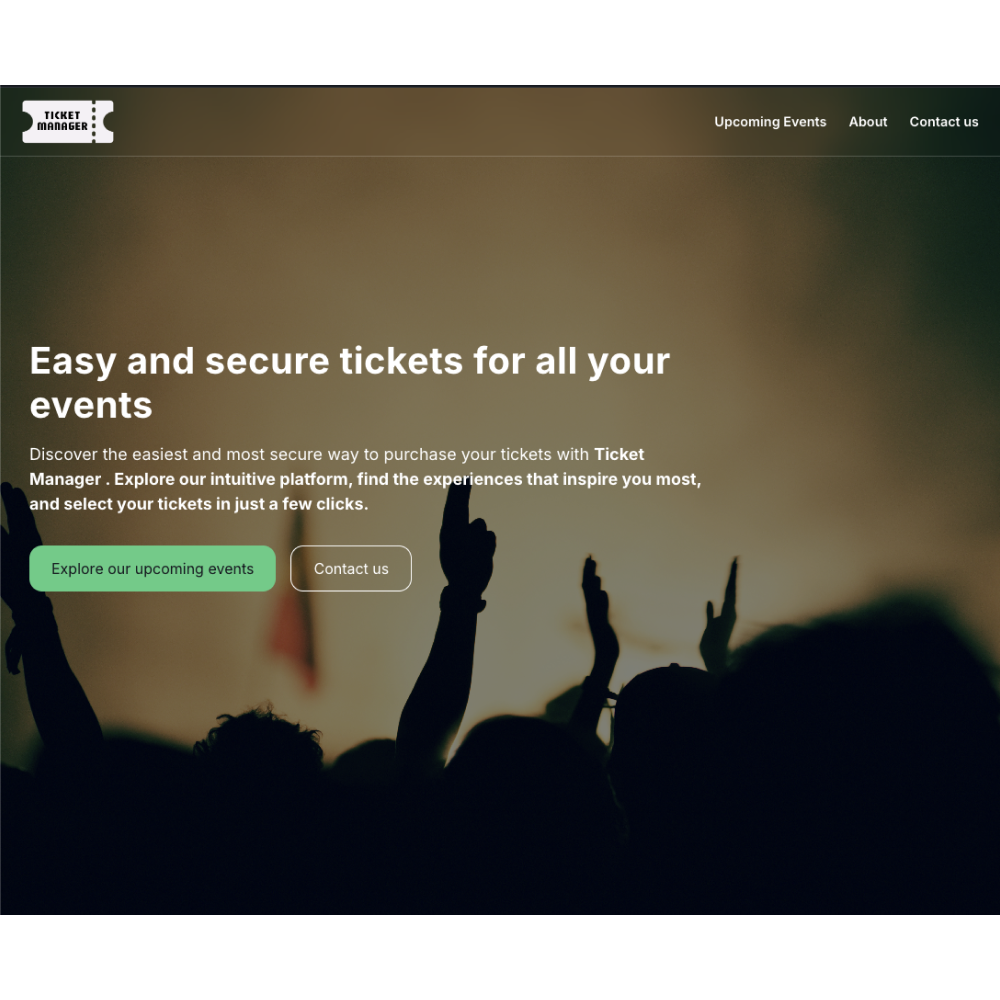 TICKET
MANAGER
Upcoming Events About Contact us
Easy and secure tickets for all your
events
Discover the easiest and most secure way to purchase your tickets with Ticket
Manager . Explore our intuitive platform, find the experiences that inspire you most,
and select your tickets in just a few clicks.
Explore our upcoming events Contact us